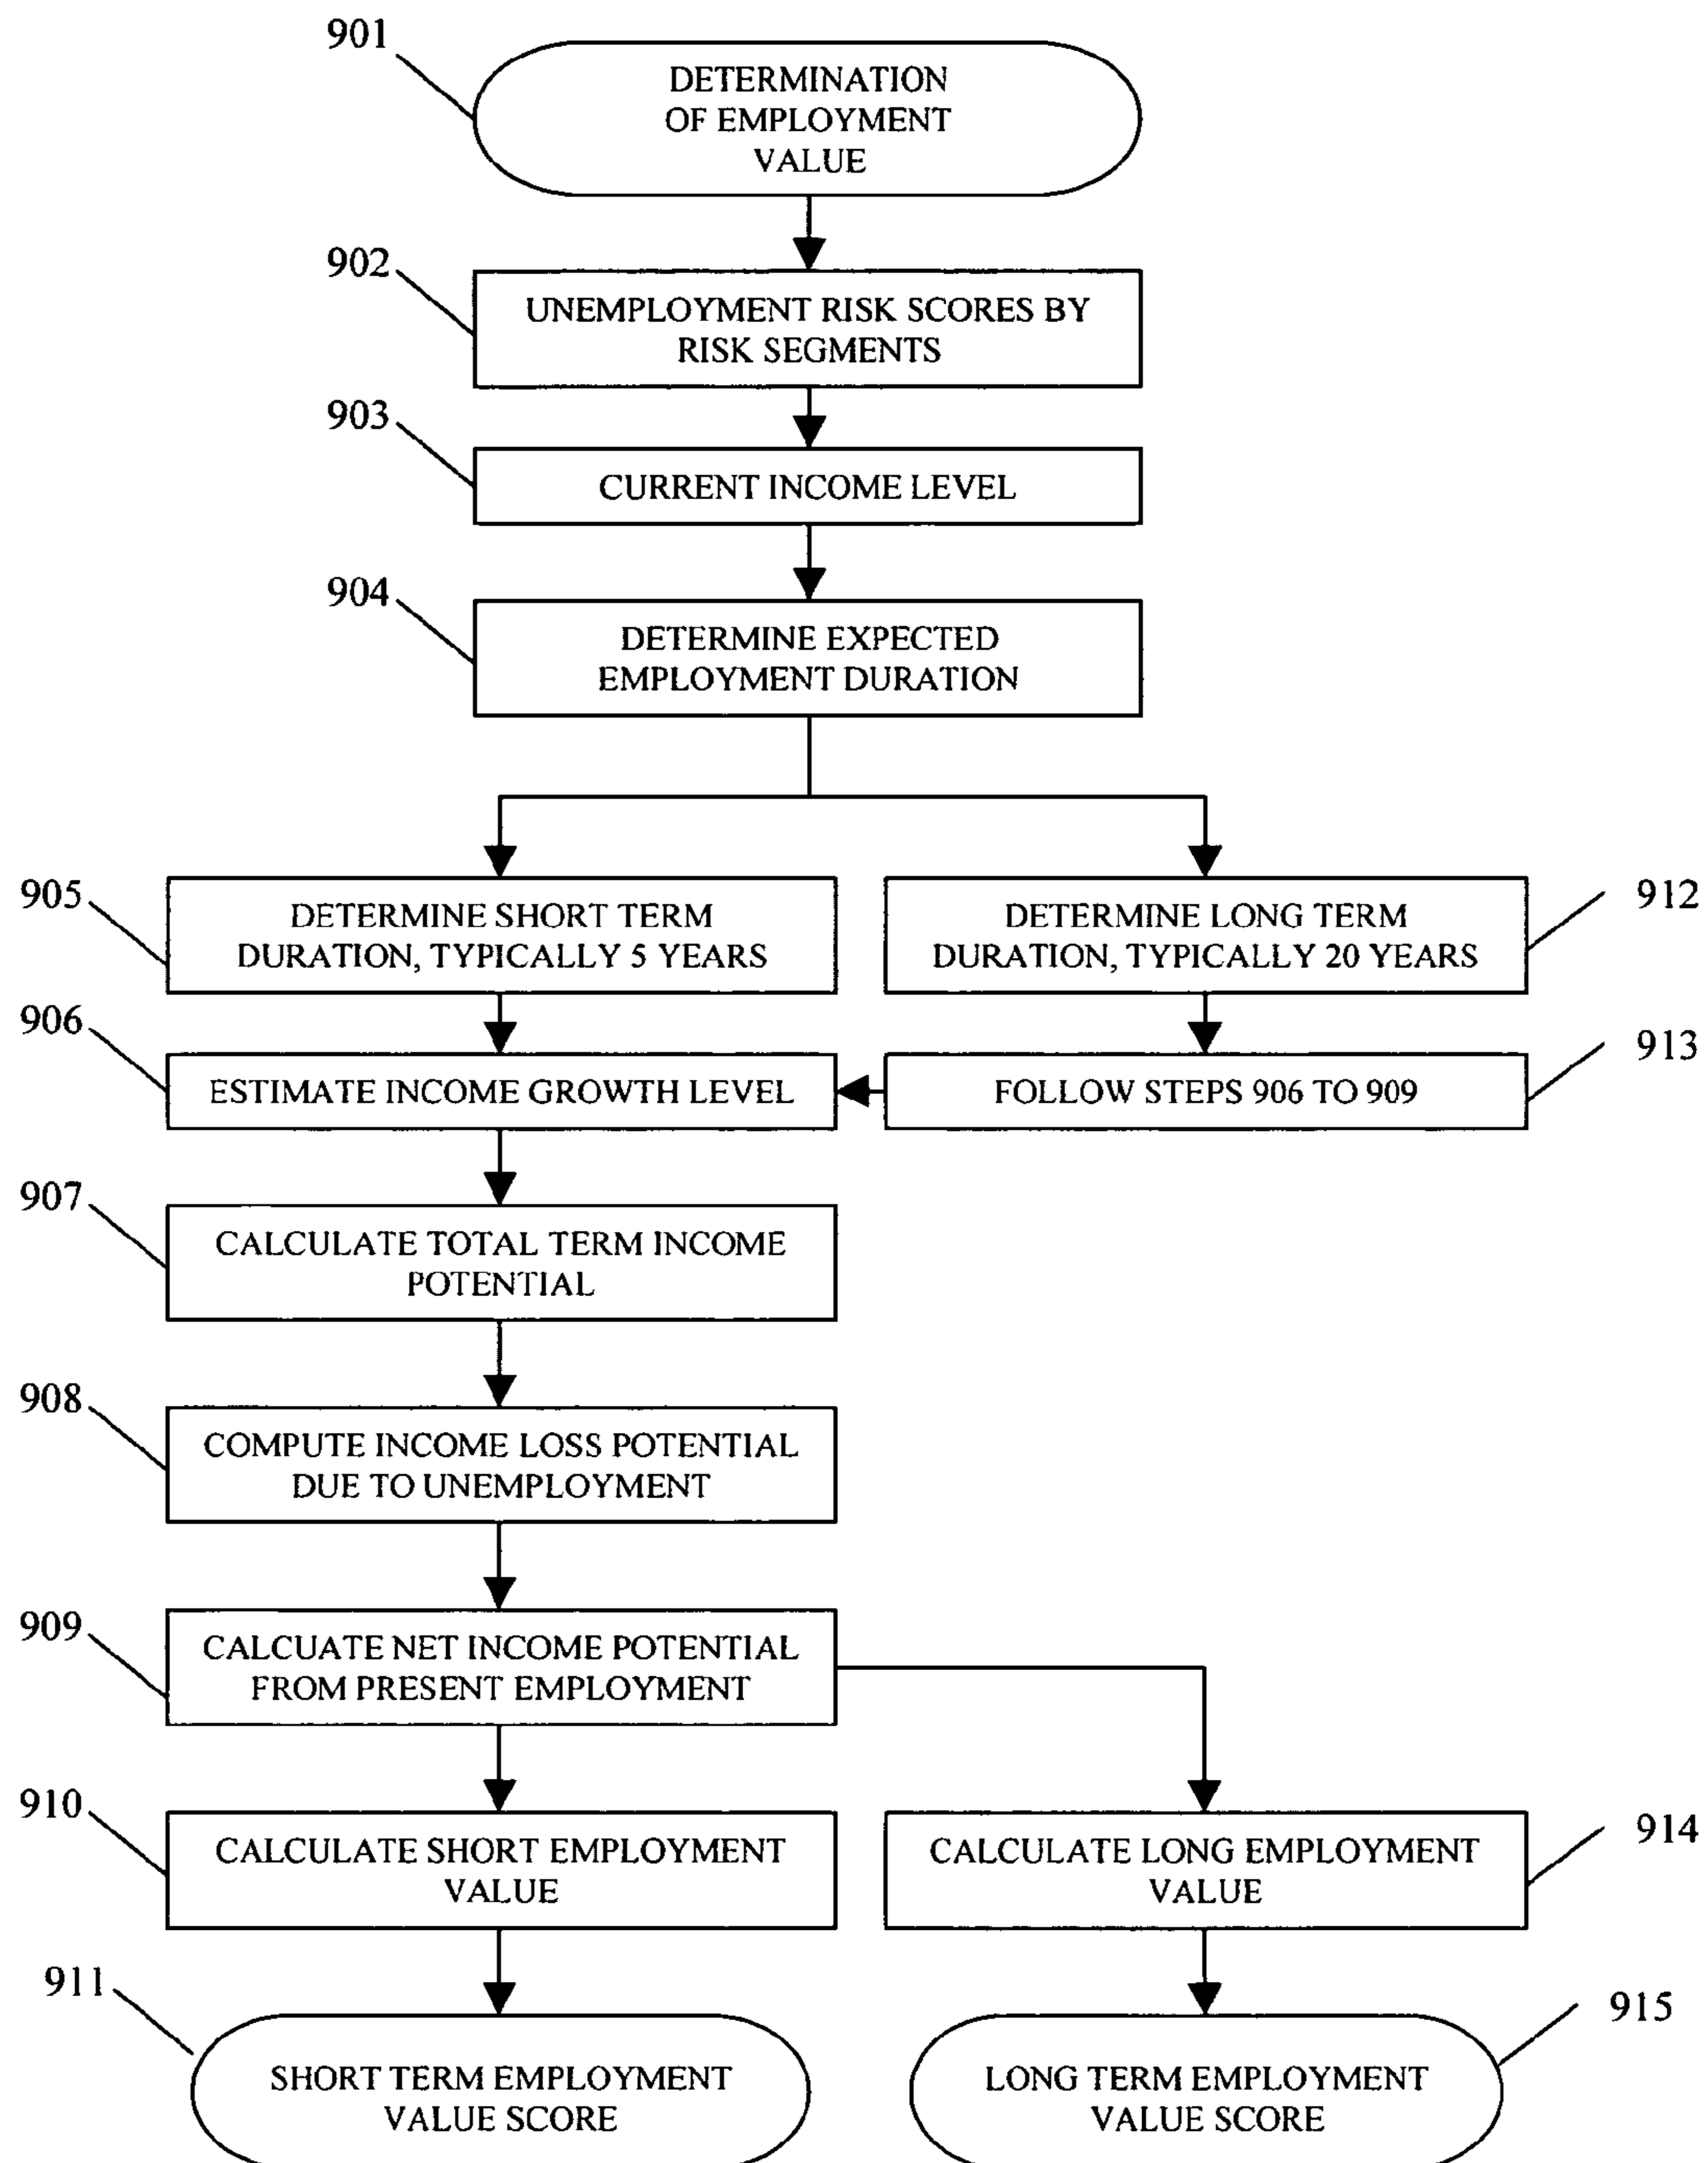 901
DETERMINATION
OF EMPLOYMENT
VALUE
902
UNEMPLOYMENT RISK SCORES BY
RISK SEGMENTS
903
CURRENT INCOME LEVEL
904
DETERMINE EXPECTED
EMPLOYMENT DURATION
905
DETERMINE SHORT TERM
DURATION, TYPICALLY 5 YEARS
912
DETERMINE LONG TERM
DURATION, TYPICALLY 20 YEARS
906
ESTIMATE INCOME GROWTH LEVEL
913
FOLLOW STEPS 906 TO 909
907
CALCULATE TOTAL TERM INCOME
POTENTIAL
908
COMPUTE INCOME LOSS POTENTIAL
DUE TO UNEMPLOYMENT
909
CALCUATE NET INCOME POTENTIAL
FROM PRESENT EMPLOYMENT
910
CALCULATE SHORT EMPLOYMENT
VALUE
914
CALCULATE LONG EMPLOYMENT
VALUE
911
SHORT TERM EMPLOYMENT
VALUE SCORE
915
LONG TERM EMPLOYMENT
VALUE SCORE